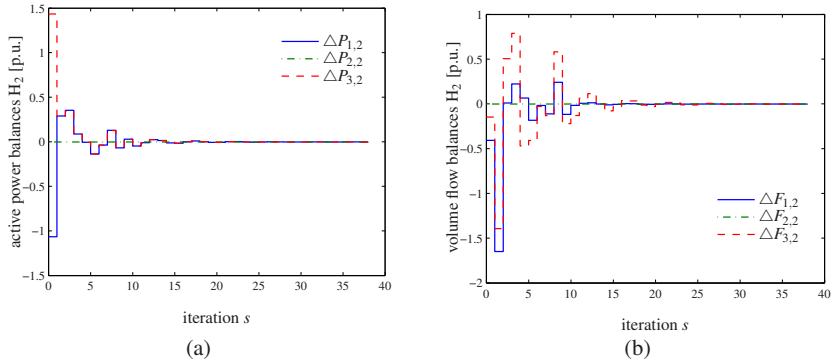 active power balances H₂ [p.u.]
1.5
1
0.5
0
−0.5
−1
−1.5
0 5 10 15 20 25 30 35 40
△P₁,₂
△P₂,₂
△P₃,₂
iteration s
(a)
volume flow balances H₂ [p.u.]
1
0.5
0
−0.5
−1
−1.5
−2
0 5 10 15 20 25 30 35 40
△F₁,₂
△F₂,₂
△F₃,₂
iteration s
(b)